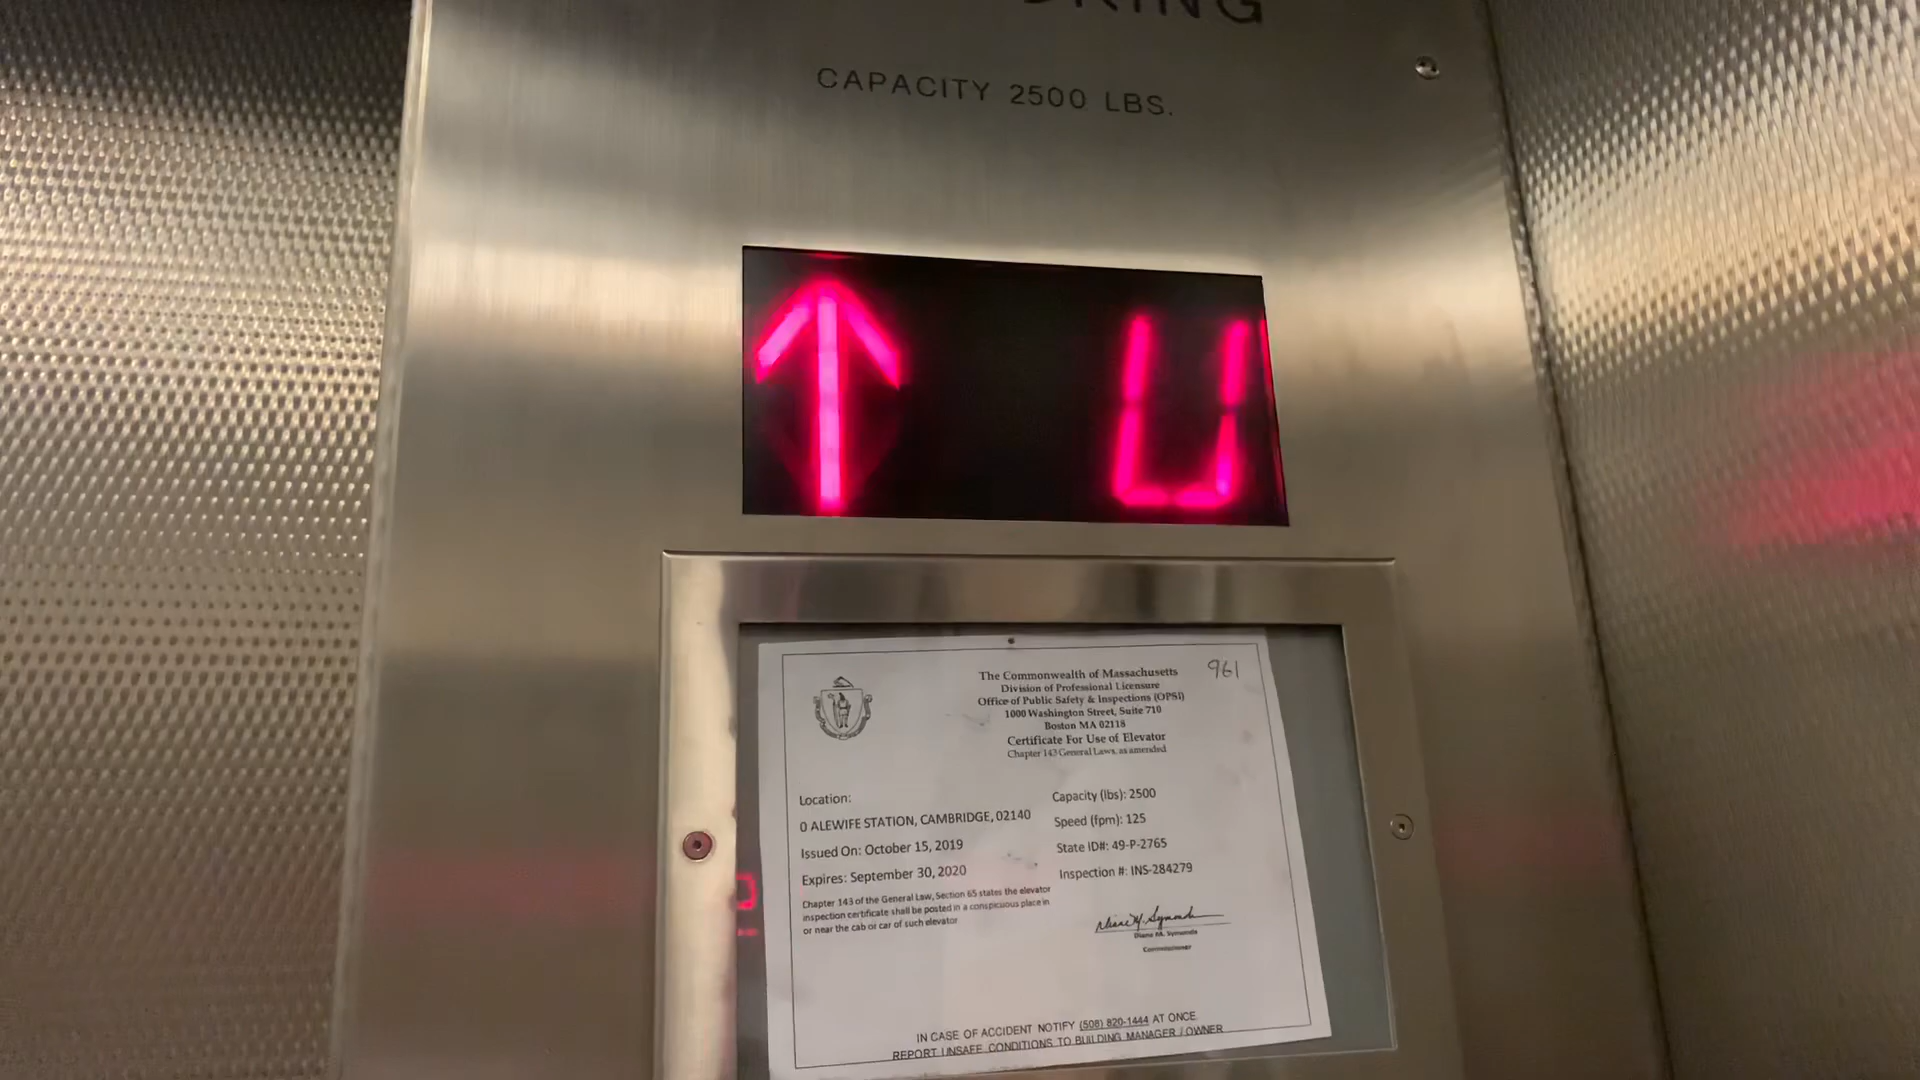 CAPACITY 2500 LBS.
U
961
The Commonwealth of Massachusetts
Division of Professional Licensure
Office of Public Safety & Inspections (OPSI)
1000 Washington Street, Suite 710
Boston MA 02118
Certificate For Use of Elevator
Chapter 143 General Laws, as amended
Location:
0 ALEWIFE STATION, CAMBRIDGE, 02140
Issued On: October 15, 2019
Expires: September 30, 2020
Chapter 143 of the General Law, Section 65 states the elevator
inspection certificate shall be posted in a conspicuous place in
or near the cab or car of such elevator
Capacity (lbs): 2500
Speed (fpm): 125
State ID#: 49-P-2765
Inspection #: INS-284279
Diane M. Symonds
Commissioner
IN CASE OF ACCIDENT NOTIFY (508) 820-1444 AT ONCE
REPORT UNSAFE CONDITIONS TO BUILDING MANAGER / OWNER